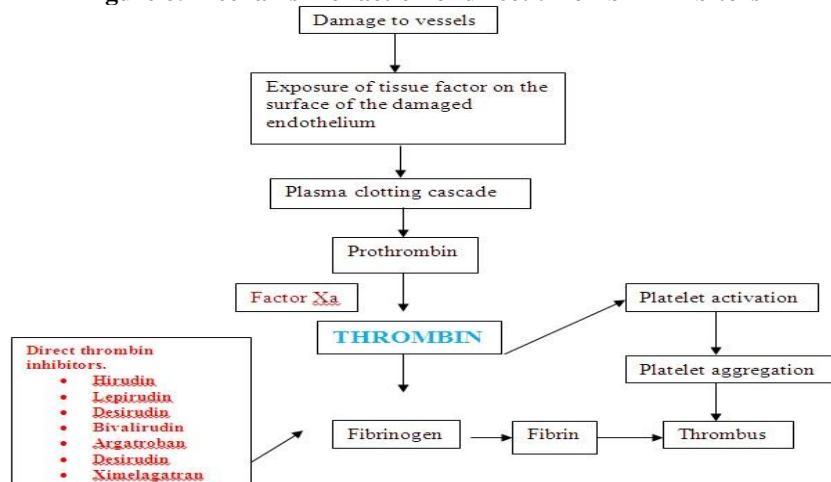 Damage to vessels
Exposure of tissue factor on the
surface of the damaged
endothelium
Plasma clotting cascade
Prothrombin
Factor Xa
THROMBIN
Platelet activation
Platelet aggregation
Direct thrombin
inhibitors.
Hirudin
Lepirudin
Desirudin
Bivalirudin
Argatroban
Desirudin
Ximelagatran
Fibrinogen
Fibrin
Thrombus